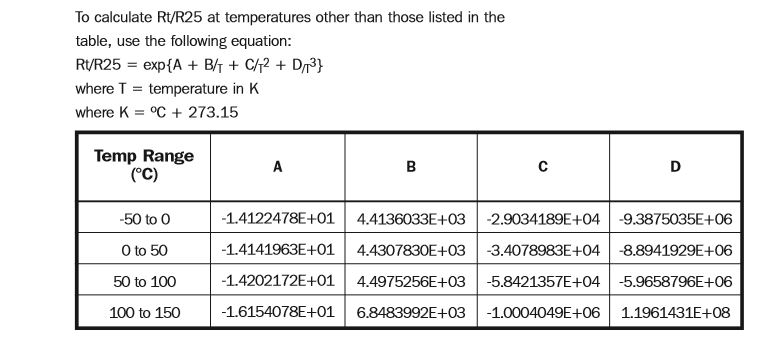 To calculate Rt/R25 at temperatures other than those listed in the
table, use the following equation:
Rt/R25 = exp{A + B/T + C/T² + D/T³}
where T = temperature in K
where K = ºC + 273.15
Temp Range (ºC) A B C D
-50 to 0 -1.4122478E+01 4.4136033E+03 -2.9034189E+04 -9.3875035E+06
0 to 50 -1.4141963E+01 4.4307830E+03 -3.4078983E+04 -8.8941929E+06
50 to 100 -1.4202172E+01 4.4975256E+03 -5.8421357E+04 -5.9658796E+06
100 to 150 -1.6154078E+01 6.8483992E+03 -1.0004049E+06 1.1961431E+08